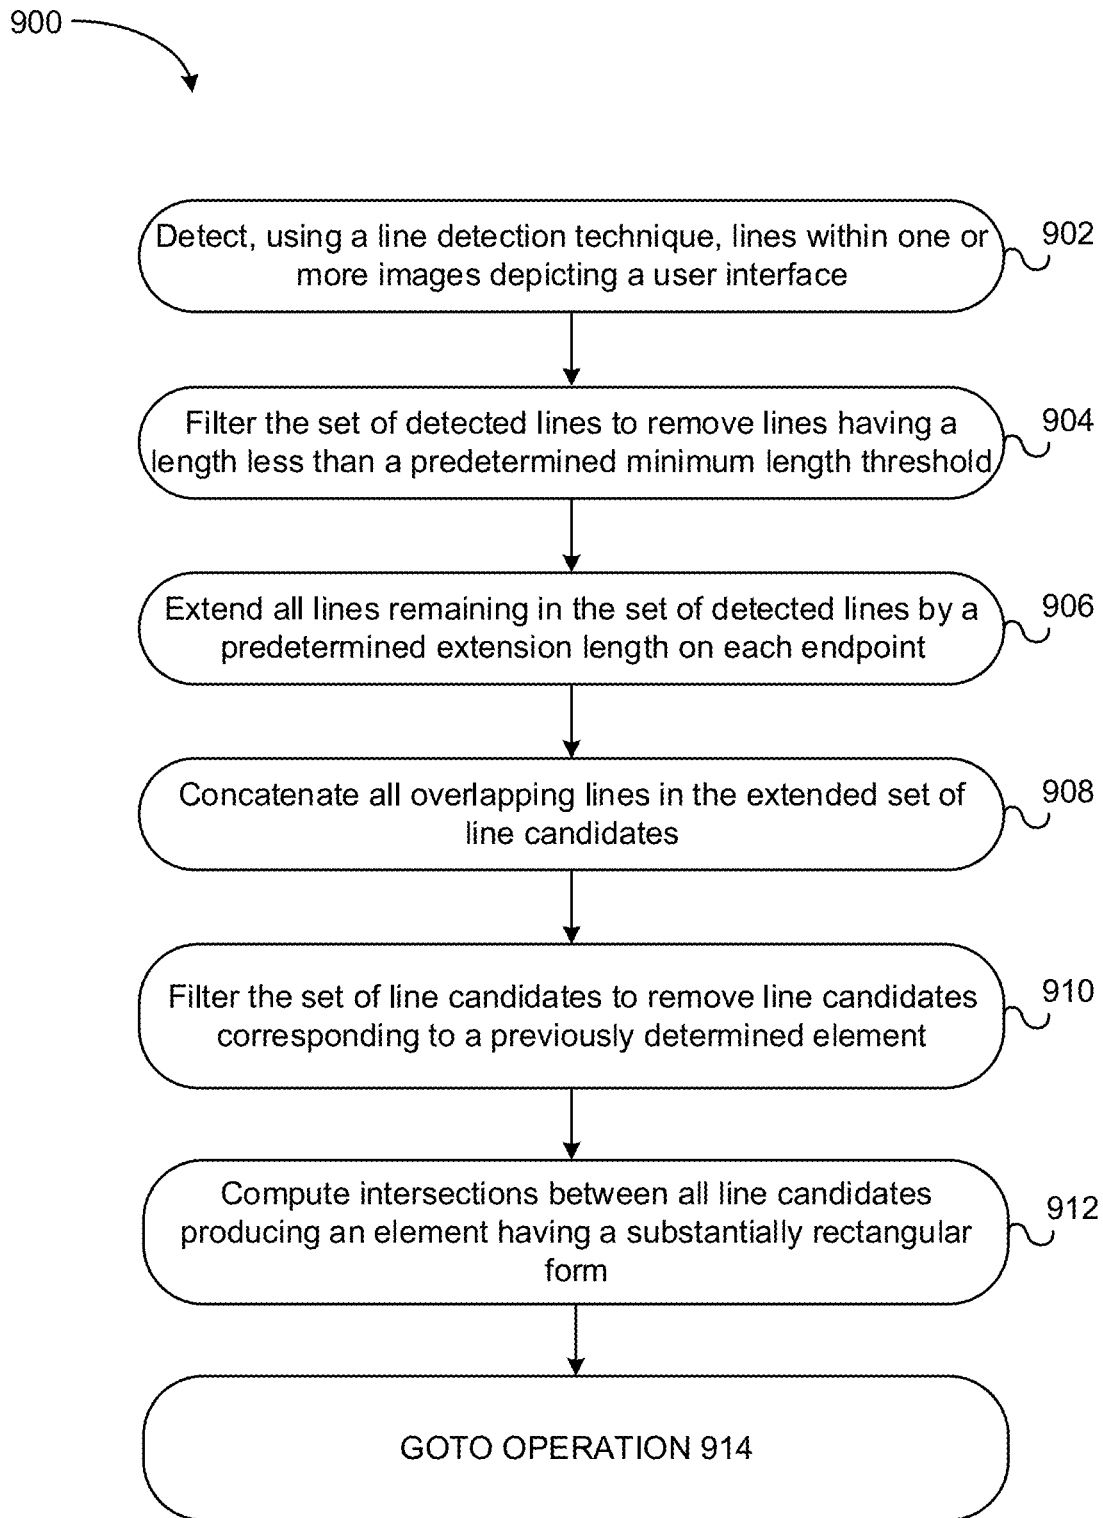 900
Detect, using a line detection technique, lines within one or
more images depicting a user interface
902
Filter the set of detected lines to remove lines having a
length less than a predetermined minimum length threshold
904
Extend all lines remaining in the set of detected lines by a
predetermined extension length on each endpoint
906
Concatenate all overlapping lines in the extended set of
line candidates
908
Filter the set of line candidates to remove line candidates
corresponding to a previously determined element
910
Compute intersections between all line candidates
producing an element having a substantially rectangular
form
912
GOTO OPERATION 914